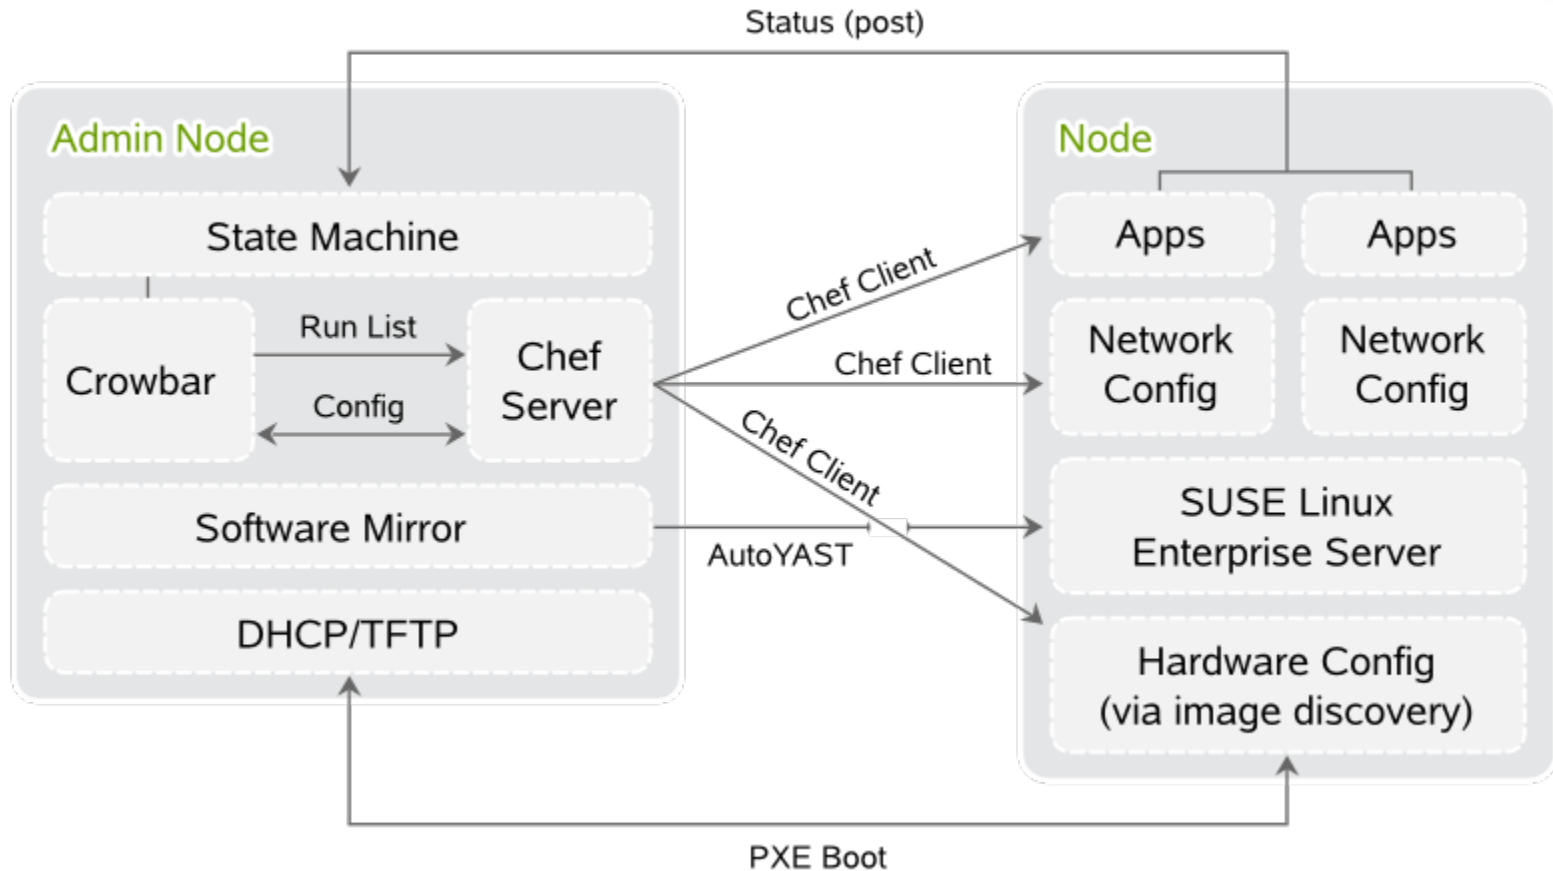 Status (post)
Admin Node
State Machine
Crowbar
Run List
Config
Chef
Server
Software Mirror
DHCP/TFTP
Chef Client
Chef Client
Chef Client
AutoYAST
Node
Apps
Apps
Network
Config
Network
Config
SUSE Linux
Enterprise Server
Hardware Config
(via image discovery)
PXE Boot